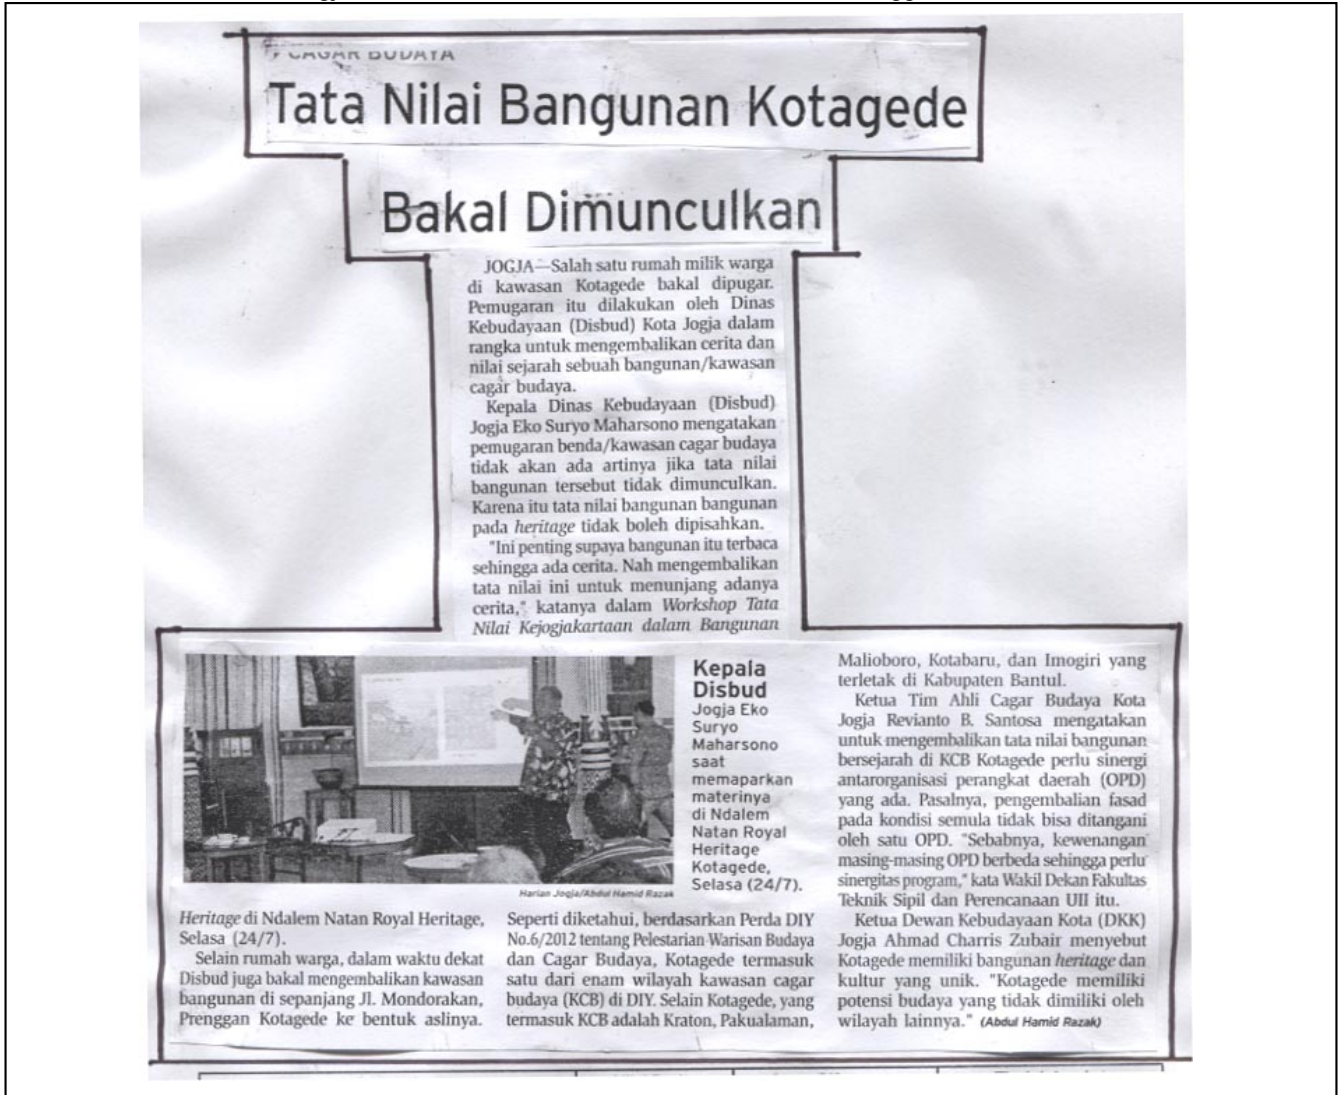 CAGAR BUDAYA
Tata Nilai Bangunan Kotagede
Bakal Dimunculkan
JOGJA—Salah satu rumah milik warga
di kawasan Kotagede bakal dipugar.
Pemugaran itu dilakukan oleh Dinas
Kebudayaan (Disbud) Kota Jogja dalam
rangka untuk mengembalikan cerita dan
nilai sejarah sebuah bangunan/kawasan
cagar budaya.
Kepala Dinas Kebudayaan (Disbud)
Jogja Eko Suryo Maharsono mengatakan
pemugaran benda/kawasan cagar budaya
tidak akan ada artinya jika tata nilai
bangunan tersebut tidak dimunculkan.
Karena itu tata nilai bangunan bangunan
pada heritage tidak boleh dipisahkan.
"Ini penting supaya bangunan itu terbaca
sehingga ada cerita. Nah mengembalikan
tata nilai ini untuk menunjang adanya
cerita," katanya dalam Workshop Tata
Nilai Kejogjakartaan dalam Bangunan
Kepala
Disbud
Jogja Eko
Suryo
Maharsono
saat
memaparkan
materinya
di Ndalem
Natan Royal
Heritage
Kotagede,
Selasa (24/7).
Harian Jogja/Abdul Hamid Razak
Heritage di Ndalem Natan Royal Heritage,
Selasa (24/7).
Selain rumah warga, dalam waktu dekat
Disbud juga bakal mengembalikan kawasan
bangunan di sepanjang Jl. Mondorakan,
Prenggan Kotagede ke bentuk aslinya.
Seperti diketahui, berdasarkan Perda DIY
No.6/2012 tentang Pelestarian Warisan Budaya
dan Cagar Budaya, Kotagede termasuk
satu dari enam wilayah kawasan cagar
budaya (KCB) di DIY. Selain Kotagede, yang
termasuk KCB adalah Kraton, Pakualaman,
Malioboro, Kotabaru, dan Imogiri yang
terletak di Kabupaten Bantul.
Ketua Tim Ahli Cagar Budaya Kota
Jogja Revianto B. Santosa mengatakan
untuk mengembalikan tata nilai bangunan
bersejarah di KCB Kotagede perlu sinergi
antarorganisasi perangkat daerah (OPD)
yang ada. Pasalnya, pengembalian fasad
pada kondisi semula tidak bisa ditangani
oleh satu OPD. "Sebabnya, kewenangan
masing-masing OPD berbeda sehingga perlu
sinergitas program," kata Wakil Dekan Fakultas
Teknik Sipil dan Perencanaan UII itu.
Ketua Dewan Kebudayaan Kota (DKK)
Jogja Ahmad Charris Zubair menyebut
Kotagede memiliki bangunan heritage dan
kultur yang unik. "Kotagede memiliki
potensi budaya yang tidak dimiliki oleh
wilayah lainnya." (Abdul Hamid Razak)